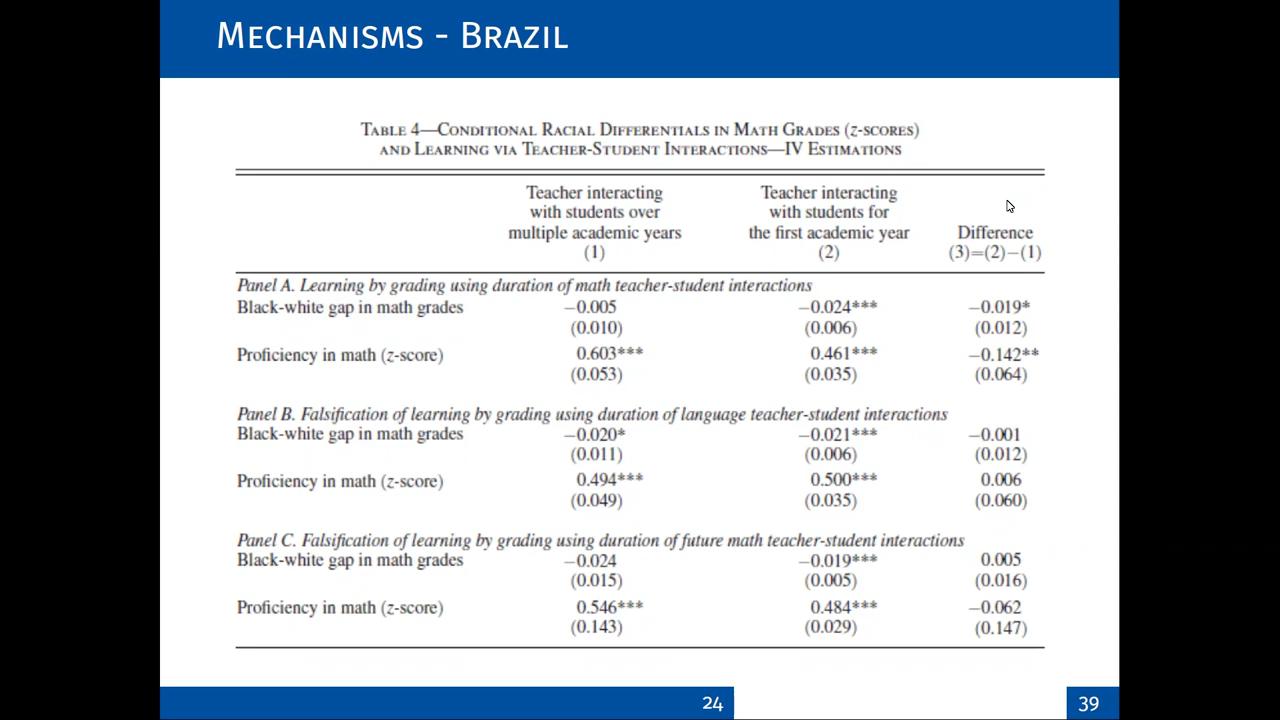 MECHANISMS - BRAZIL
TABLE 4—CONDITIONAL RACIAL DIFFERENTIALS IN MATH GRADES (z-SCORES)
AND LEARNING VIA TEACHER-STUDENT INTERACTIONS—IV ESTIMATIONS
Teacher interacting with students over multiple academic years (1)
Teacher interacting with students for the first academic year (2)
Difference (3)=(2)−(1)
Panel A. Learning by grading using duration of math teacher-student interactions
Black-white gap in math grades −0.005 −0.024*** −0.019*
(0.010) (0.006) (0.012)
Proficiency in math (z-score) 0.603*** 0.461*** −0.142**
(0.053) (0.035) (0.064)
Panel B. Falsification of learning by grading using duration of language teacher-student interactions
Black-white gap in math grades −0.020* −0.021*** −0.001
(0.011) (0.006) (0.012)
Proficiency in math (z-score) 0.494*** 0.500*** 0.006
(0.049) (0.035) (0.060)
Panel C. Falsification of learning by grading using duration of future math teacher-student interactions
Black-white gap in math grades −0.024 −0.019*** 0.005
(0.015) (0.005) (0.016)
Proficiency in math (z-score) 0.546*** 0.484*** −0.062
(0.143) (0.029) (0.147)
24 39